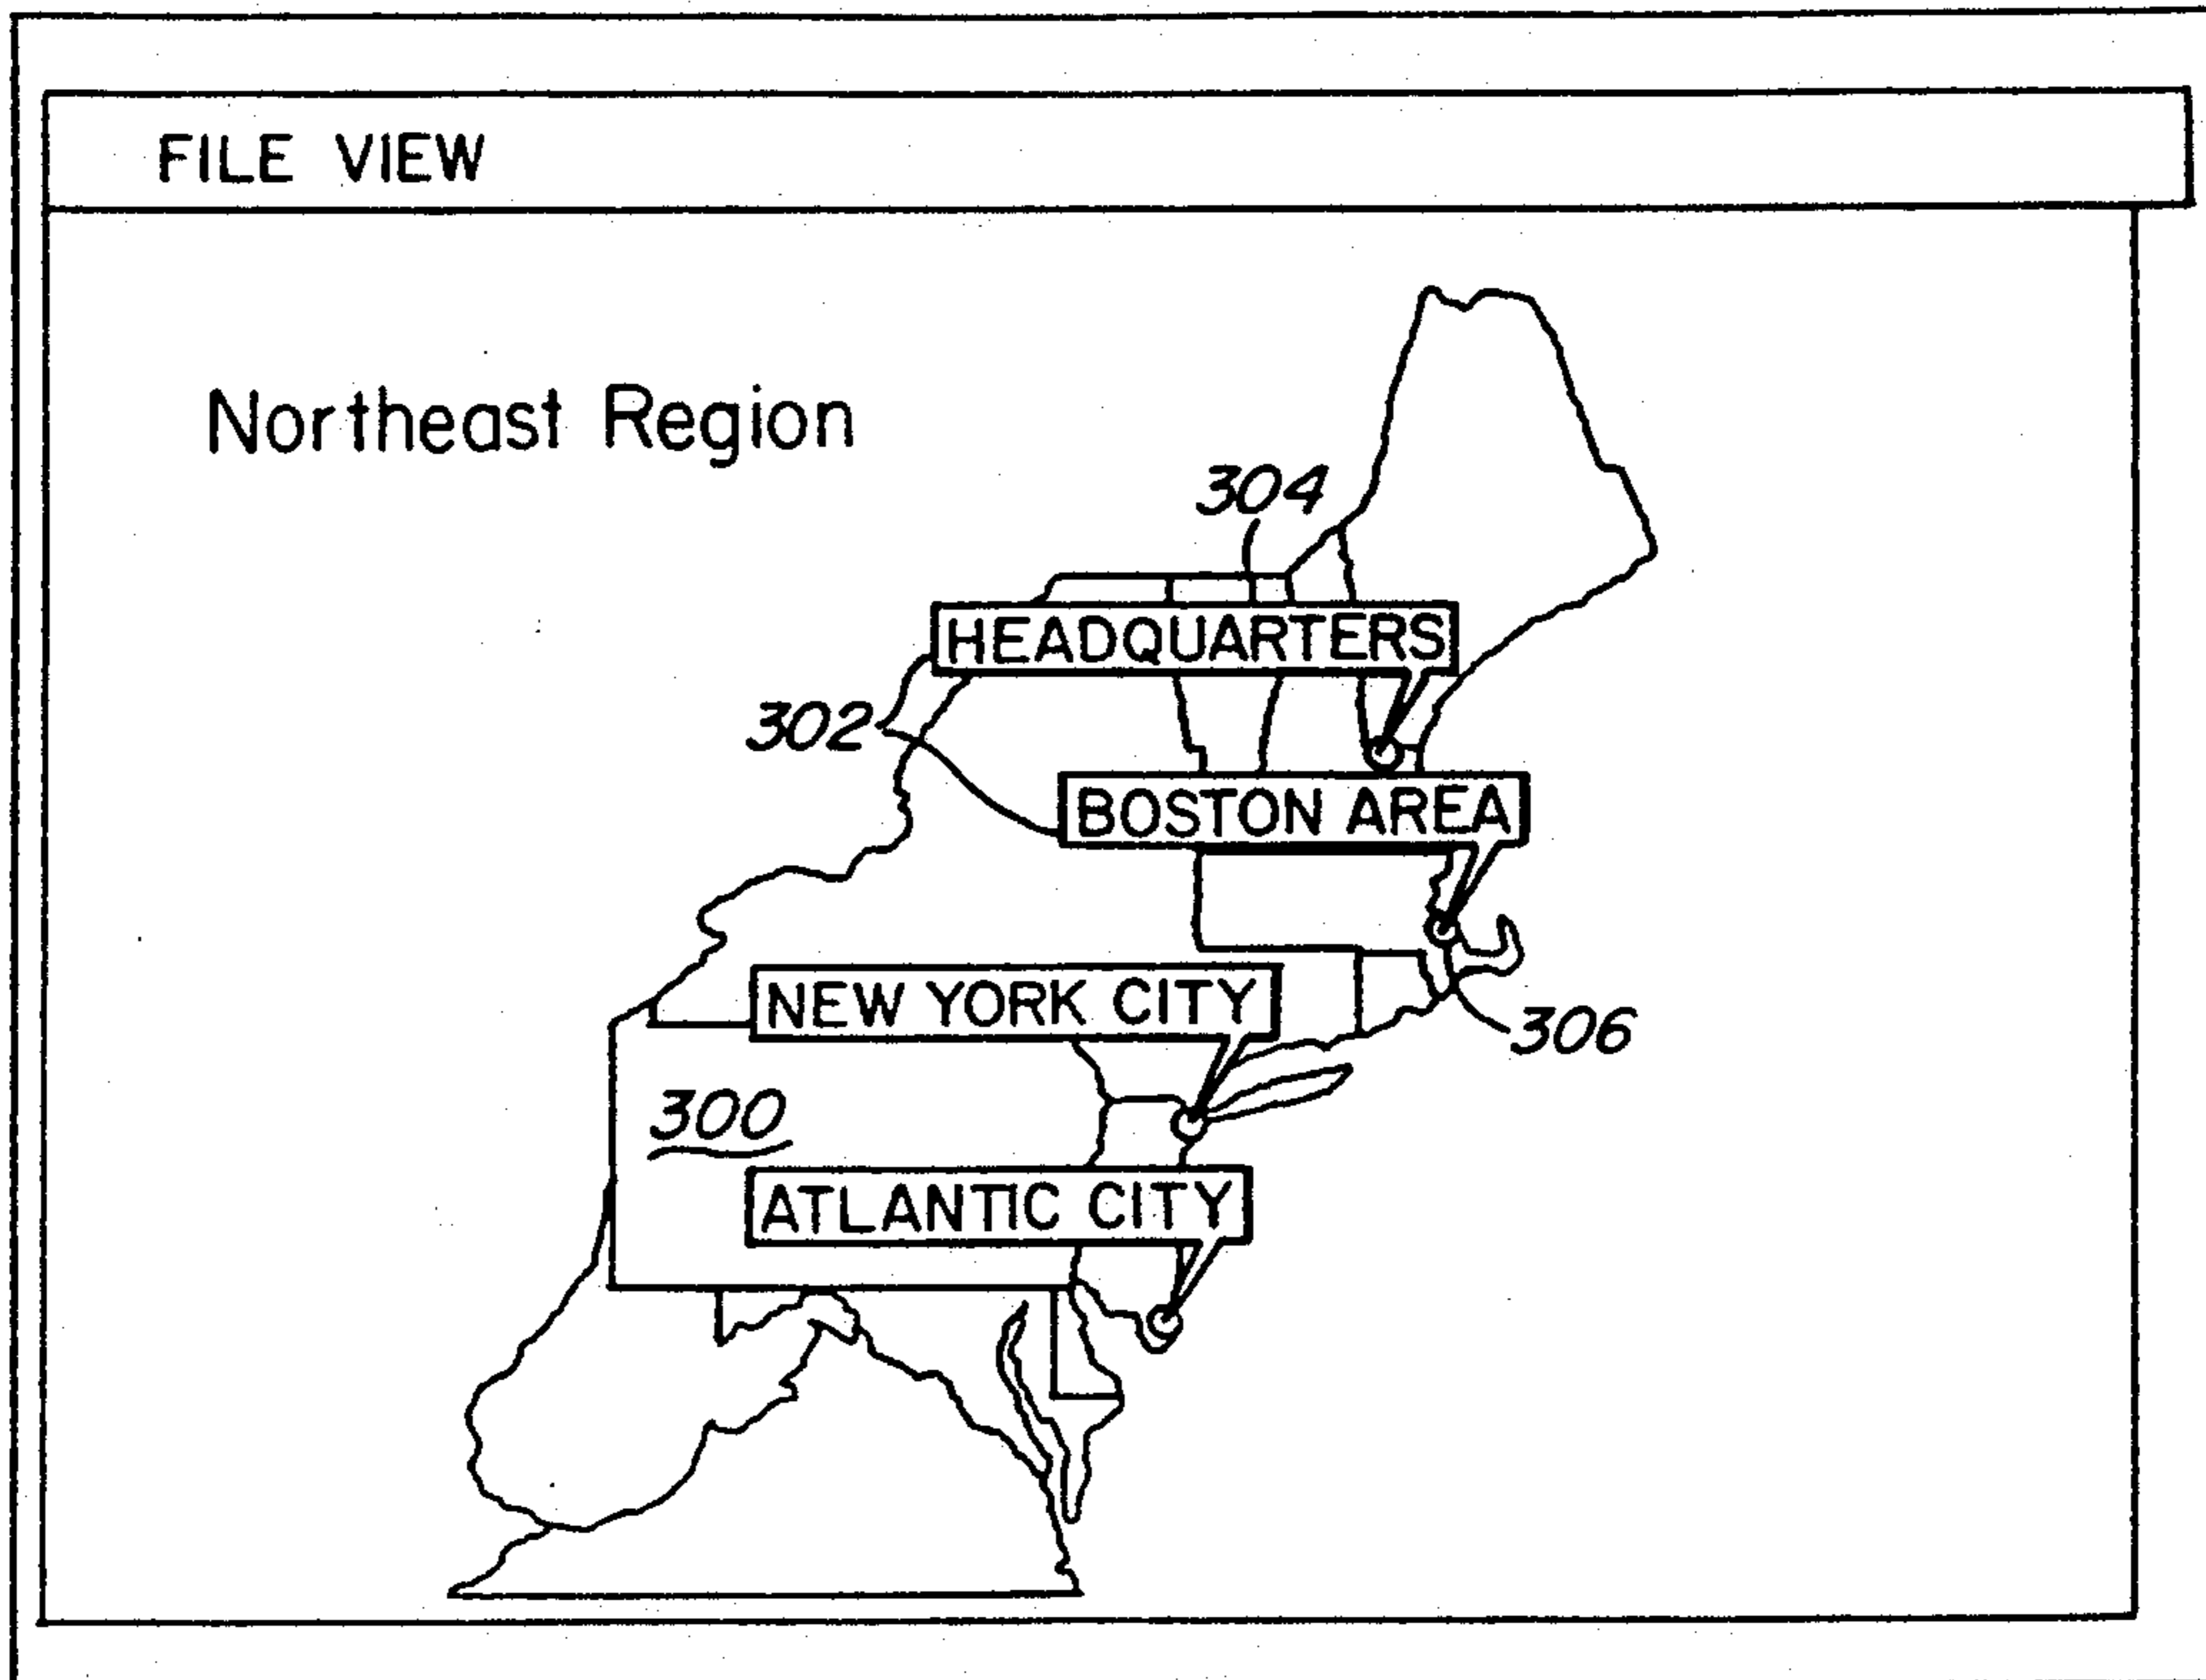 FILE VIEW
Northeast Region
304
HEADQUARTERS
302
BOSTON AREA
NEW YORK CITY
306
300
ATLANTIC CITY